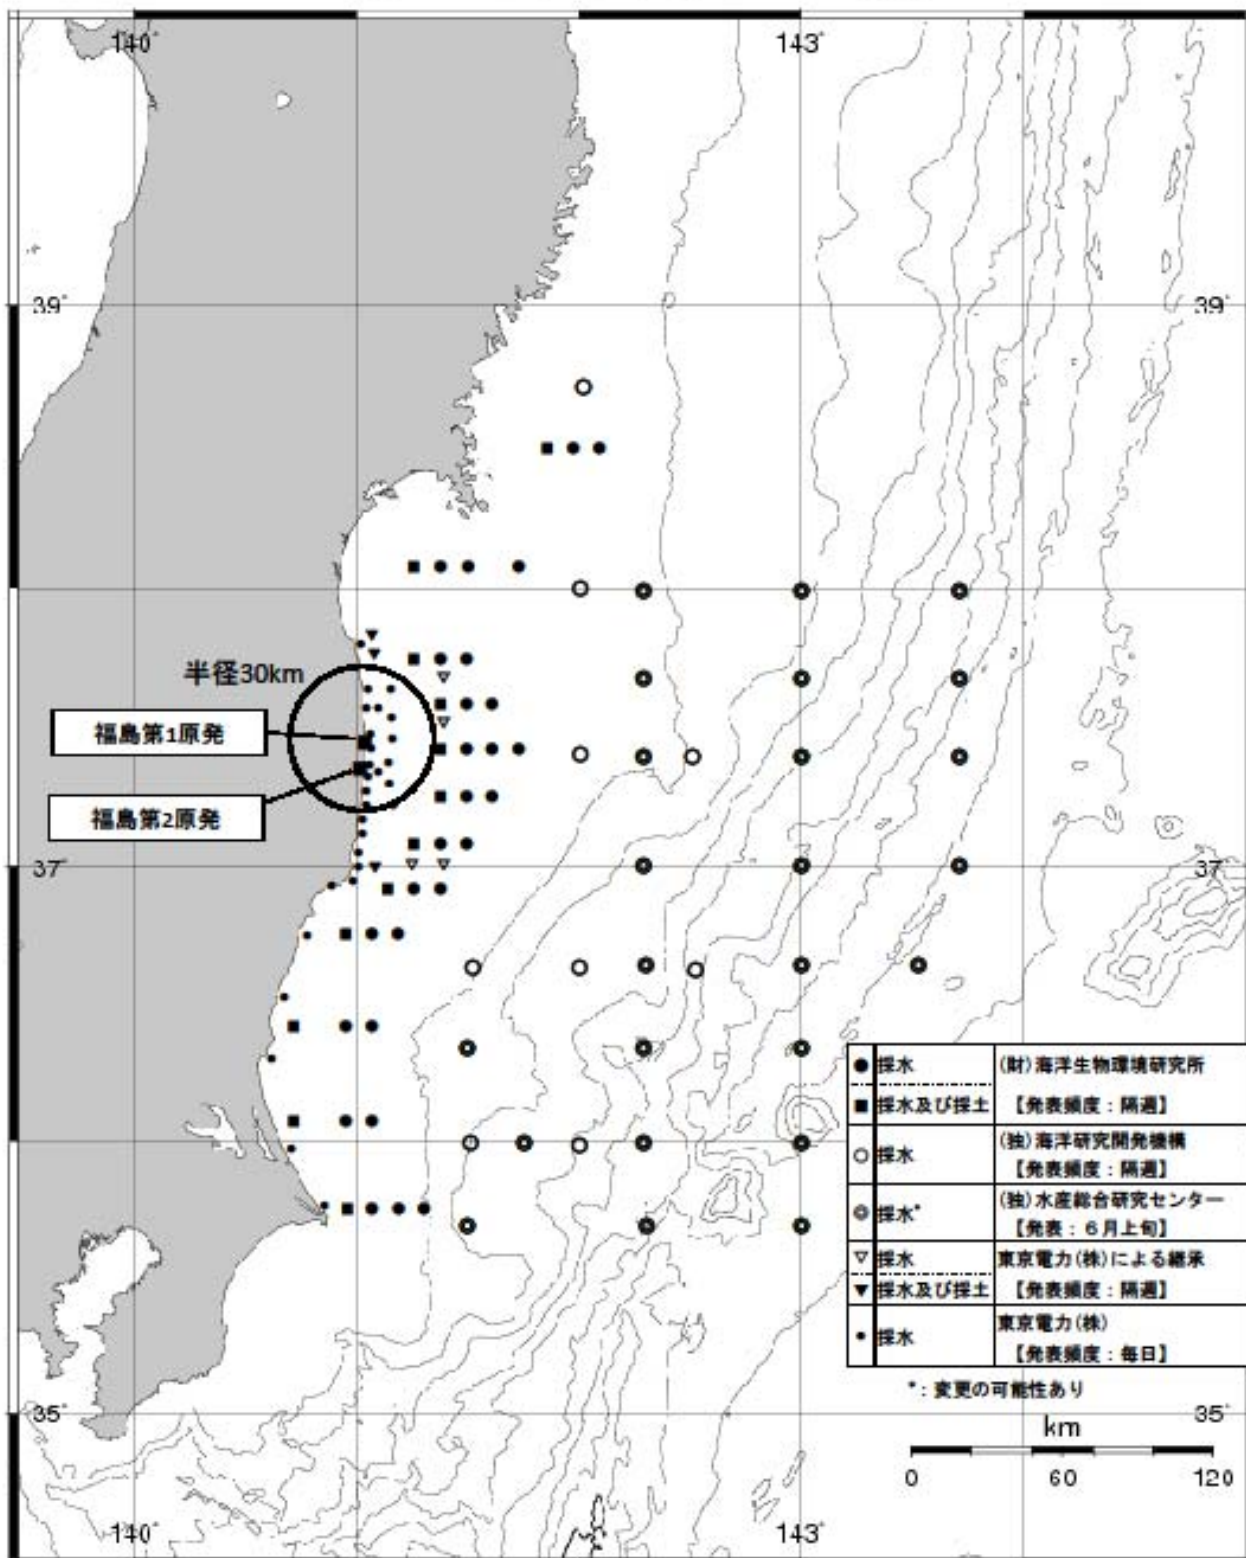 140° 143°
39° 39°
半径30km
福島第1原発
福島第2原発
37° 37°
採水 (財)海洋生物環境研究所
採水及び採土 【発表頻度：隔週】
採水 (独)海洋研究開発機構
【発表頻度：隔週】
採水* (独)水産総合研究センター
【発表：6月上旬】
採水 東京電力(株)による継承
採水及び採土 【発表頻度：隔週】
採水 東京電力(株)
【発表頻度：毎日】
*：変更の可能性あり
35° 35°
km
0 60 120
140° 143°